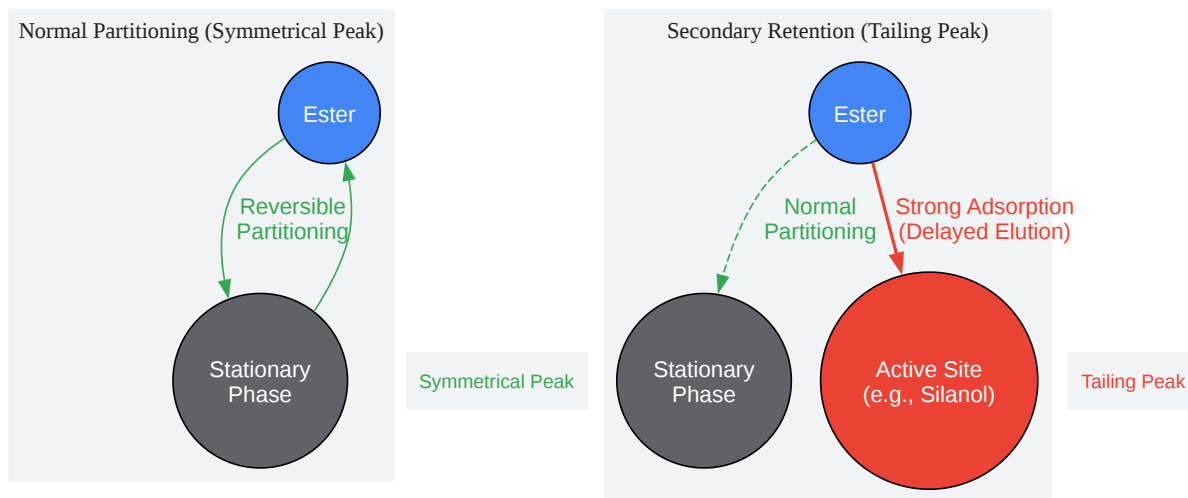 Normal Partitioning (Symmetrical Peak)
Ester
Reversible
Partitioning
Stationary
Phase
Symmetrical Peak
Secondary Retention (Tailing Peak)
Ester
Normal
Partitioning
Strong Adsorption
(Delayed Elution)
Stationary
Phase
Active Site
(e.g., Silanol)
Tailing Peak